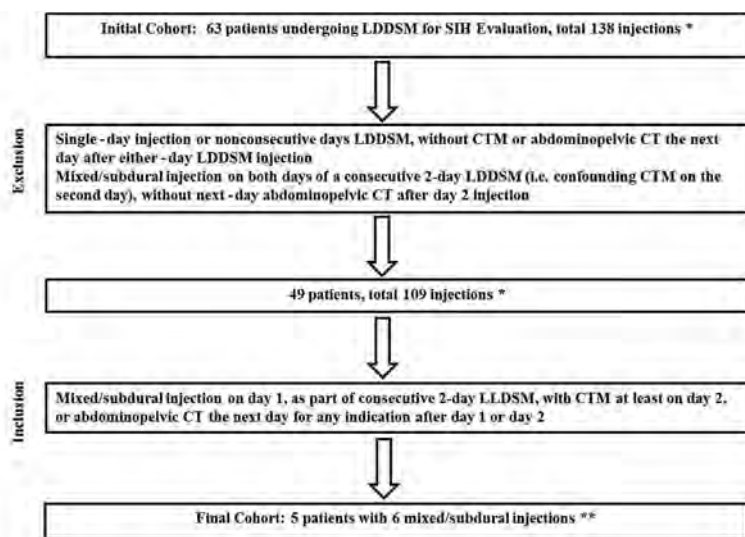 Initial Cohort: 63 patients undergoing LDDSM for SIH Evaluation, total 138 injections *
Exclusion
Single-day injection or nonconsecutive days LDDSM, without CTM or abdominopelvic CT the next
day after either-day LDDSM injection
Mixed/subdural injection on both days of a consecutive 2-day LDDSM (i.e. confounding CTM on the
second day), without next-day abdominopelvic CT after day 2 injection
49 patients, total 109 injections *
Inclusion
Mixed/subdural injection on day 1, as part of consecutive 2-day LLDSM, with CTM at least on day 2,
or abdominopelvic CT the next day for any indication after day 1 or day 2
Final Cohort: 5 patients with 6 mixed/subdural injections **